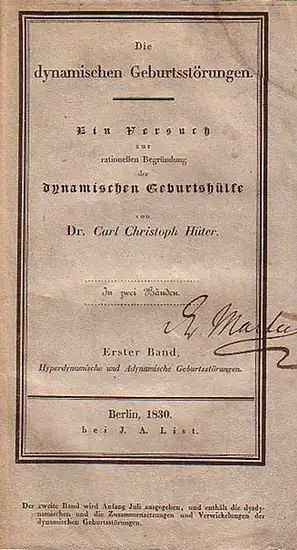 Die
dynamischen Geburtsstörungen.
Ein Versuch
zur
rationellen Begründung
der
dynamischen Geburtshülfe
von
Dr. Carl Christoph Hüter.
In zwei Bänden.
Erster Band,
Hyperdynamische und Adynamische Geburtsstörungen.
Berlin, 1830.
bei J. A. List.
Der zweite Band wird Anfang Juli ausgegeben, und enthält die dysdy-
namischen und die Zusammensetzungen und Verwickelungen der
dynamischen Geburtsstörungen.